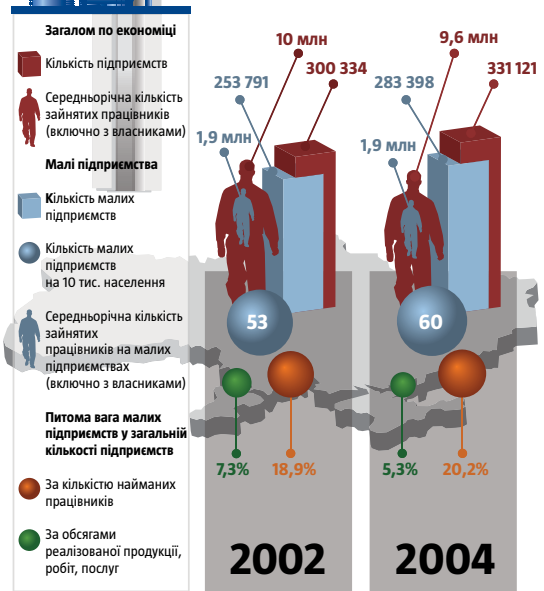 Загалом по економіці
Кількість підприємств
Середньорічна кількість
зайнятих працівників
(включно з власниками)
Малі підприємства
Кількість малих
підприємств
Кількість малих
підприємств
на 10 тис. населення
Середньорічна кількість
зайнятих
працівників на малих
підприємствах
(включно з власниками)
Питома вага малих
підприємств у загальній
кількості підприємств
За кількістю найманих
працівників
За обсягами
реалізованої продукції,
робіт, послуг
10 млн
300 334
253 791
1,9 млн
53
7,3%
18,9%
2002
9,6 млн
331 121
283 398
1,9 млн
60
5,3%
20,2%
2004